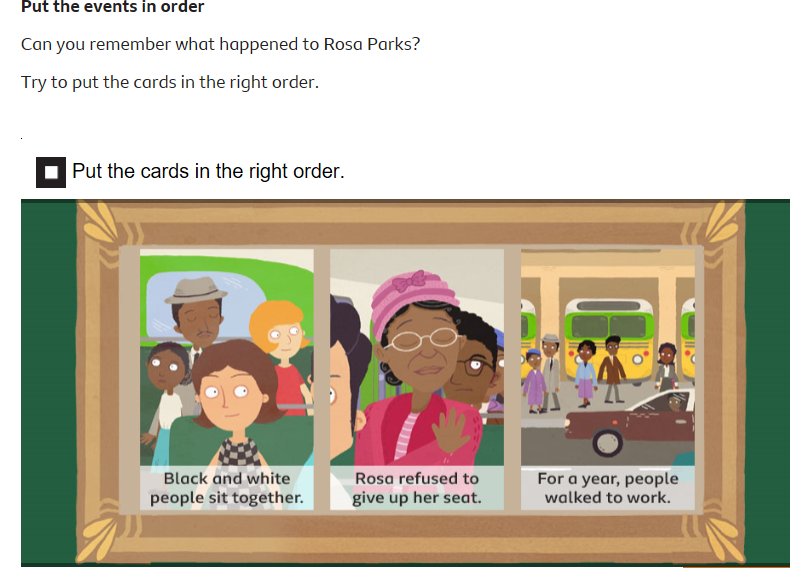 Put the events in order
Can you remember what happened to Rosa Parks?
Try to put the cards in the right order.
.
Put the cards in the right order.
Black and white
people sit together.
Rosa refused to
give up her seat.
For a year, people
walked to work.